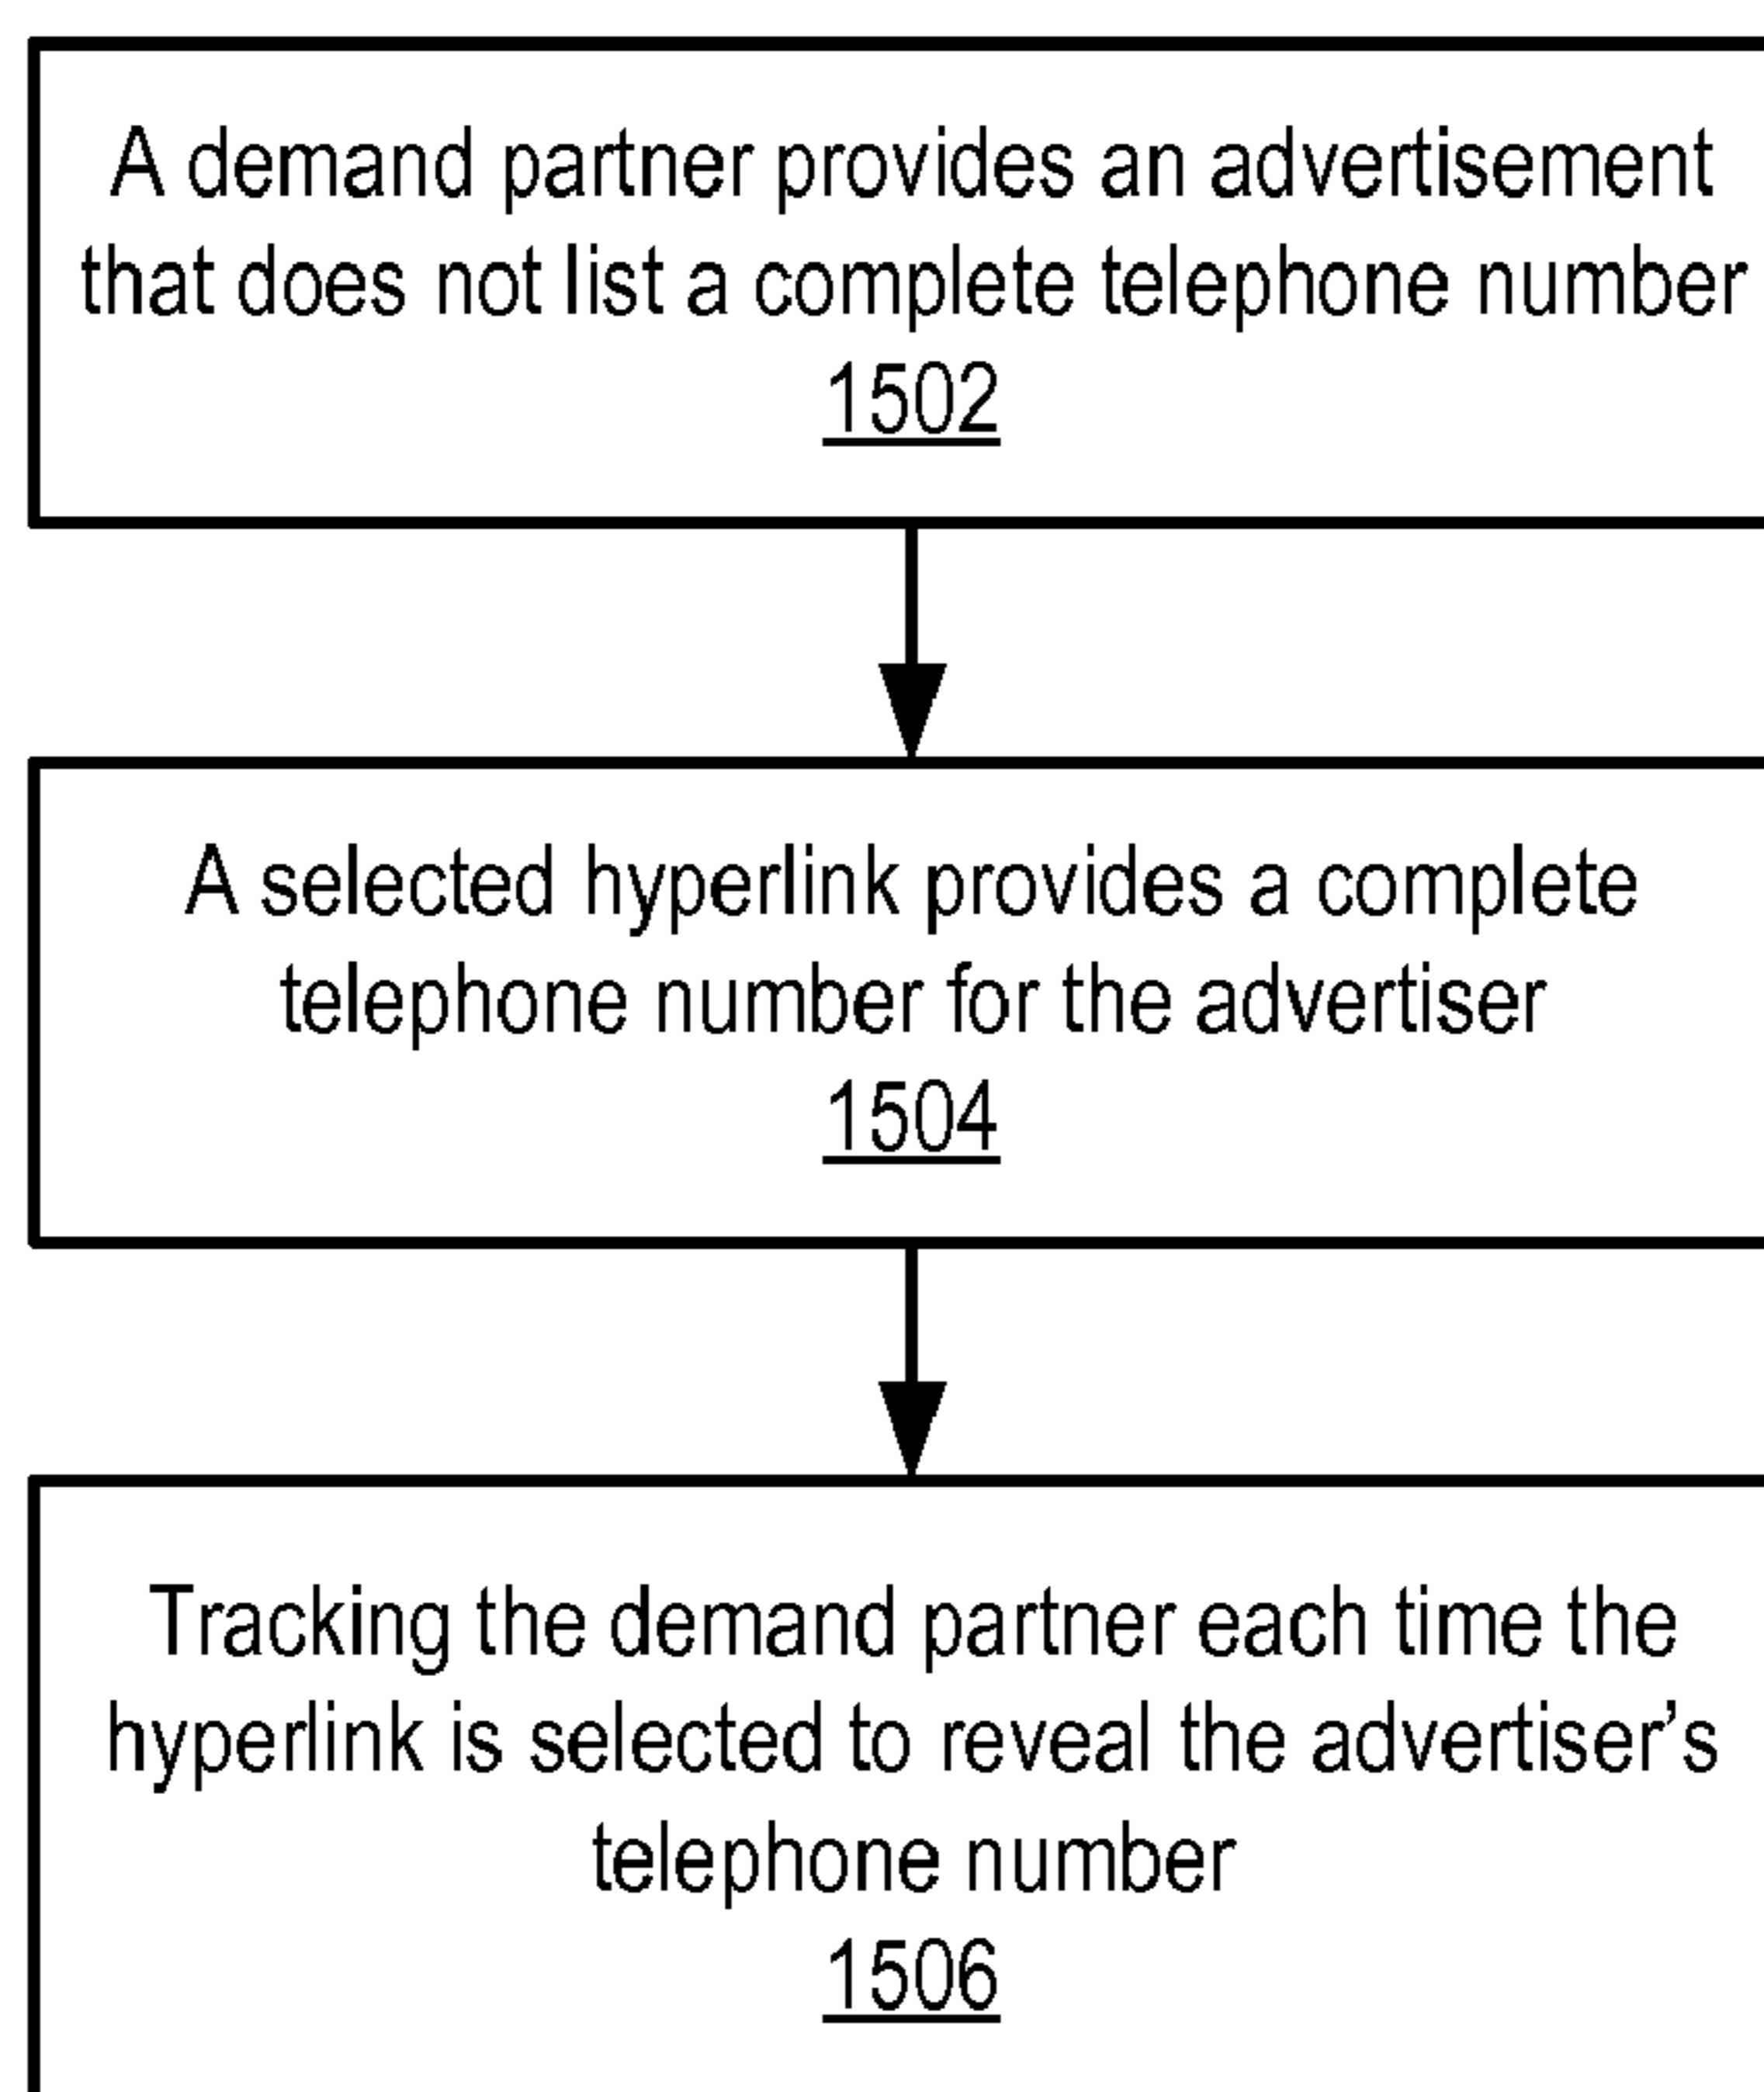 A demand partner provides an advertisement
that does not list a complete telephone number
1502
A selected hyperlink provides a complete
telephone number for the advertiser
1504
Tracking the demand partner each time the
hyperlink is selected to reveal the advertiser’s
telephone number
1506